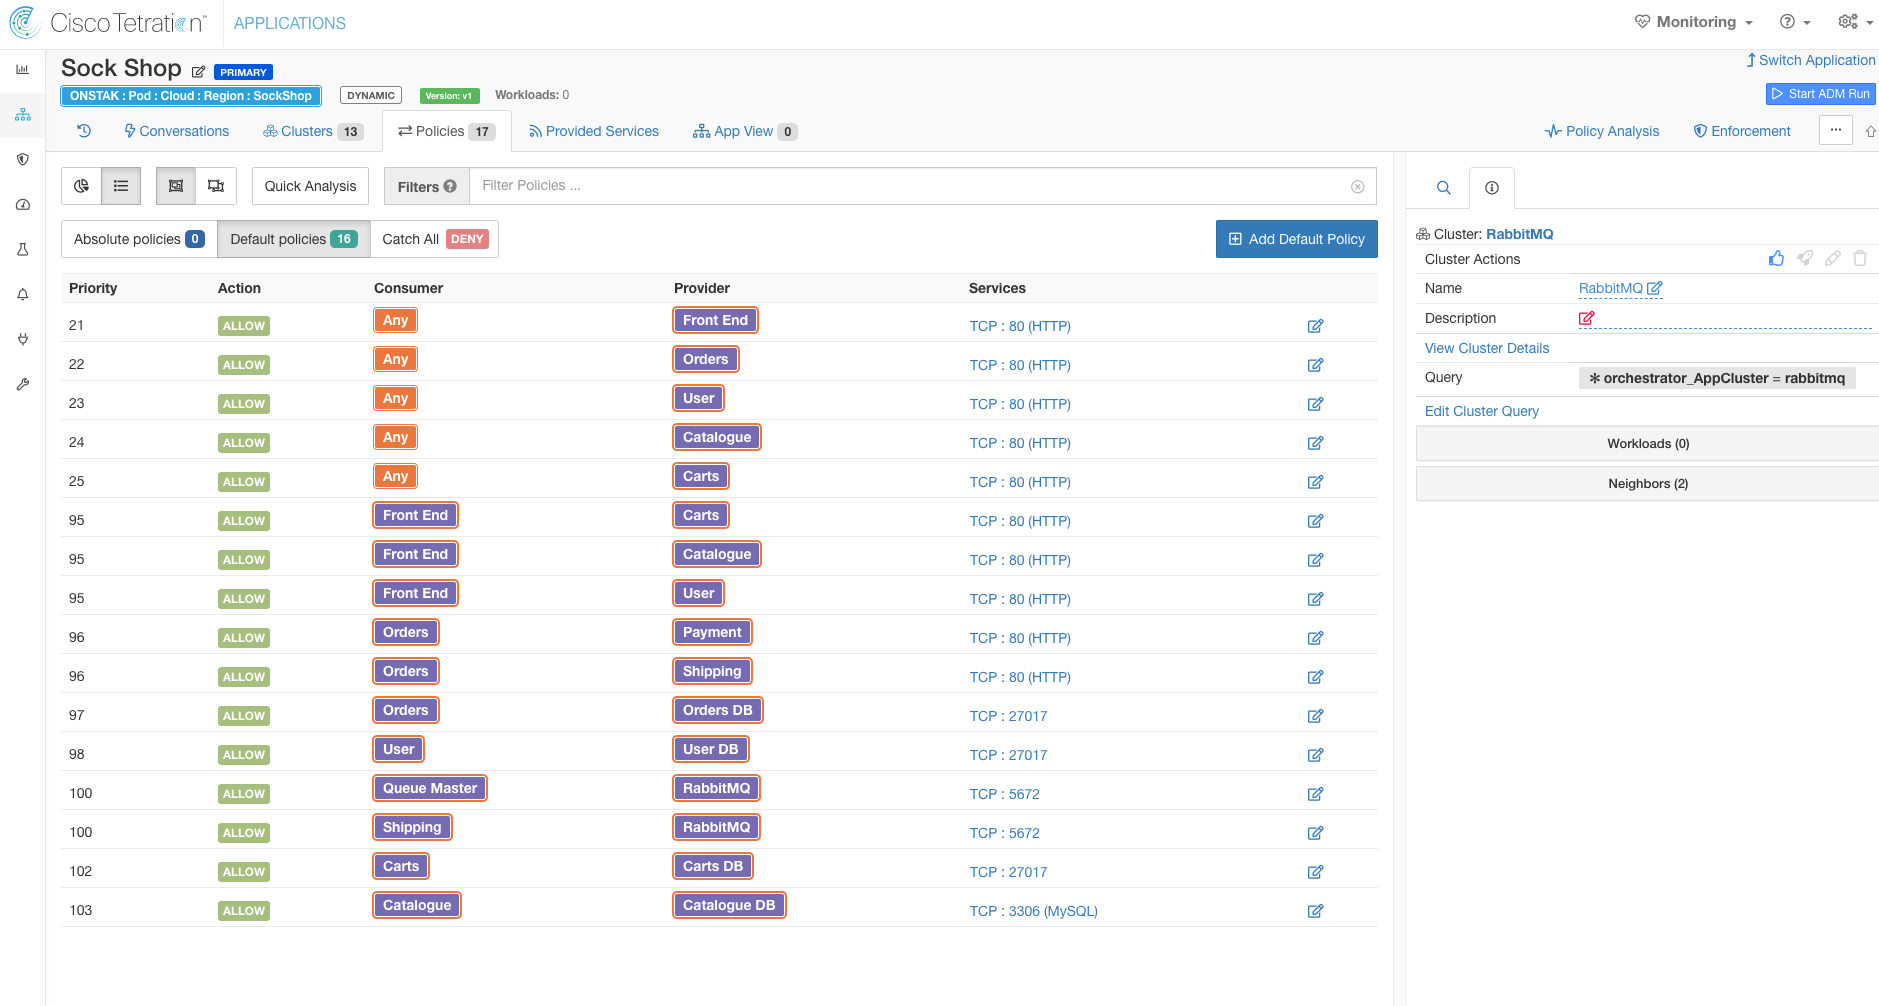 Cisco Tetration™ APPLICATIONS Monitoring
Sock Shop PRIMARY
Switch Application
ONSTAK : Pod : Cloud : Region : SockShop DYNAMIC Version: v1 Workloads: 0
Start ADM Run
Conversations Clusters 13 Policies 17 Provided Services App View 0 Policy Analysis Enforcement ...
Quick Analysis Filters ? Filter Policies ...
Absolute policies 0 Default policies 16 Catch All DENY Add Default Policy
Priority Action Consumer Provider Services
21 ALLOW Any Front End TCP : 80 (HTTP)
22 ALLOW Any Orders TCP : 80 (HTTP)
23 ALLOW Any User TCP : 80 (HTTP)
24 ALLOW Any Catalogue TCP : 80 (HTTP)
25 ALLOW Any Carts TCP : 80 (HTTP)
95 ALLOW Front End Carts TCP : 80 (HTTP)
95 ALLOW Front End Catalogue TCP : 80 (HTTP)
95 ALLOW Front End User TCP : 80 (HTTP)
96 ALLOW Orders Payment TCP : 80 (HTTP)
96 ALLOW Orders Shipping TCP : 80 (HTTP)
97 ALLOW Orders Orders DB TCP : 27017
98 ALLOW User User DB TCP : 27017
100 ALLOW Queue Master RabbitMQ TCP : 5672
100 ALLOW Shipping RabbitMQ TCP : 5672
102 ALLOW Carts Carts DB TCP : 27017
103 ALLOW Catalogue Catalogue DB TCP : 3306 (MySQL)
Cluster: RabbitMQ
Cluster Actions
Name RabbitMQ
Description
View Cluster Details
Query * orchestrator_AppCluster = rabbitmq
Edit Cluster Query
Workloads (0)
Neighbors (2)